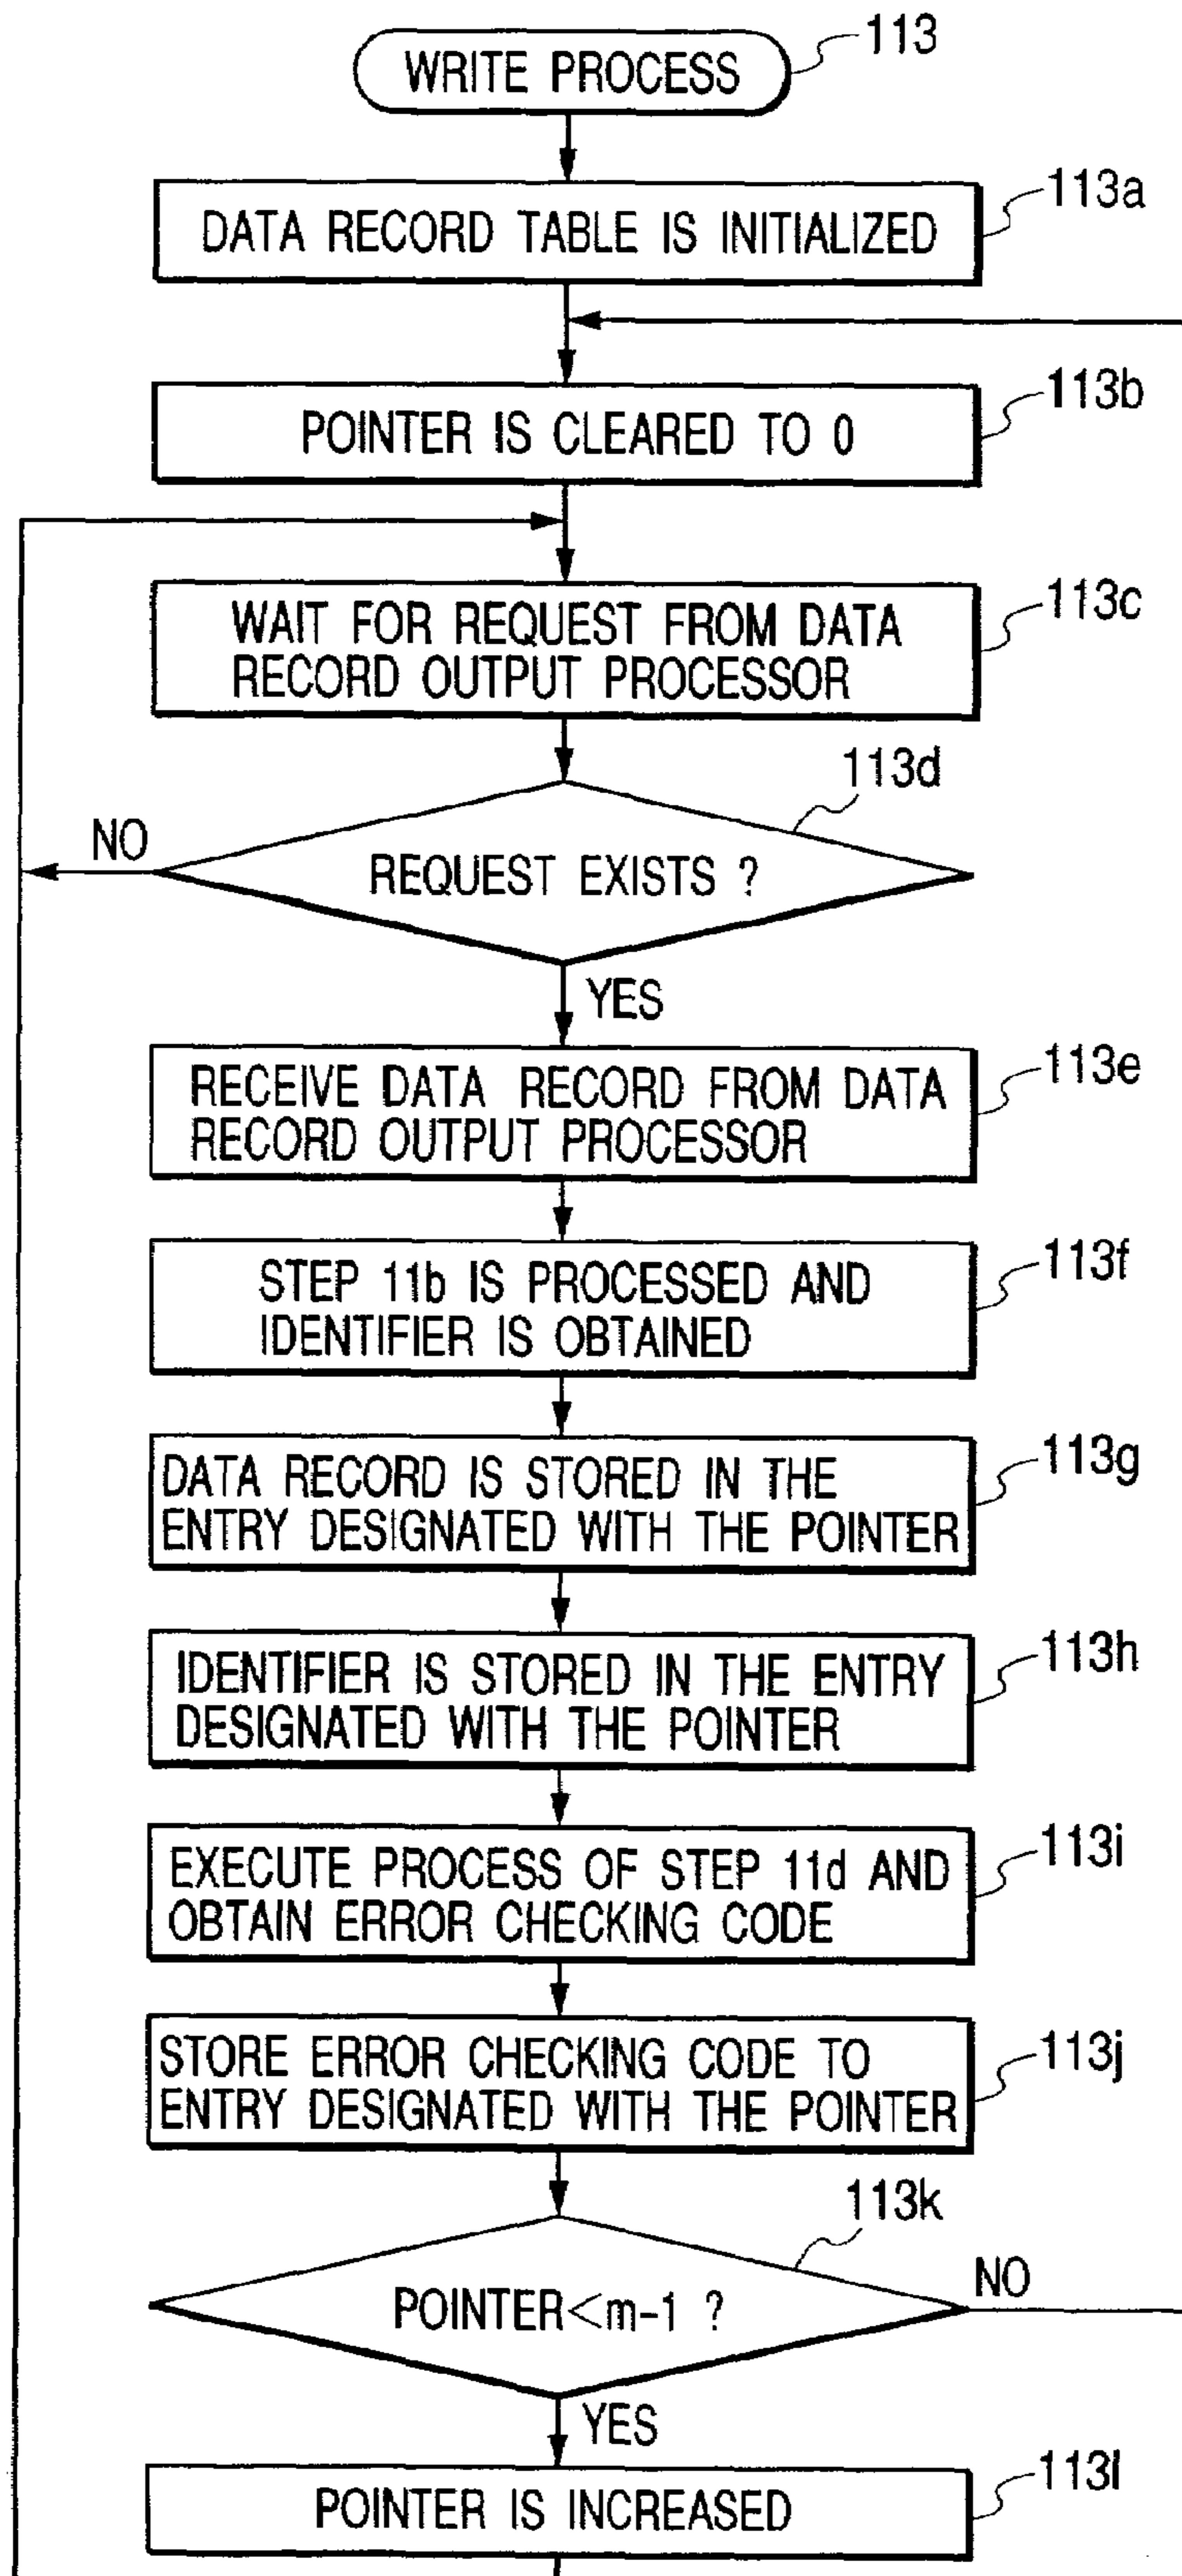 WRITE PROCESS
113
DATA RECORD TABLE IS INITIALIZED
113a
POINTER IS CLEARED TO 0
113b
WAIT FOR REQUEST FROM DATA
RECORD OUTPUT PROCESSOR
113c
REQUEST EXISTS ?
113d
NO
YES
RECEIVE DATA RECORD FROM DATA
RECORD OUTPUT PROCESSOR
113e
STEP 11b IS PROCESSED AND
IDENTIFIER IS OBTAINED
113f
DATA RECORD IS STORED IN THE
ENTRY DESIGNATED WITH THE POINTER
113g
IDENTIFIER IS STORED IN THE ENTRY
DESIGNATED WITH THE POINTER
113h
EXECUTE PROCESS OF STEP 11d AND
OBTAIN ERROR CHECKING CODE
113i
STORE ERROR CHECKING CODE TO
ENTRY DESIGNATED WITH THE POINTER
113j
POINTER<m-1 ?
113k
NO
YES
POINTER IS INCREASED
113l